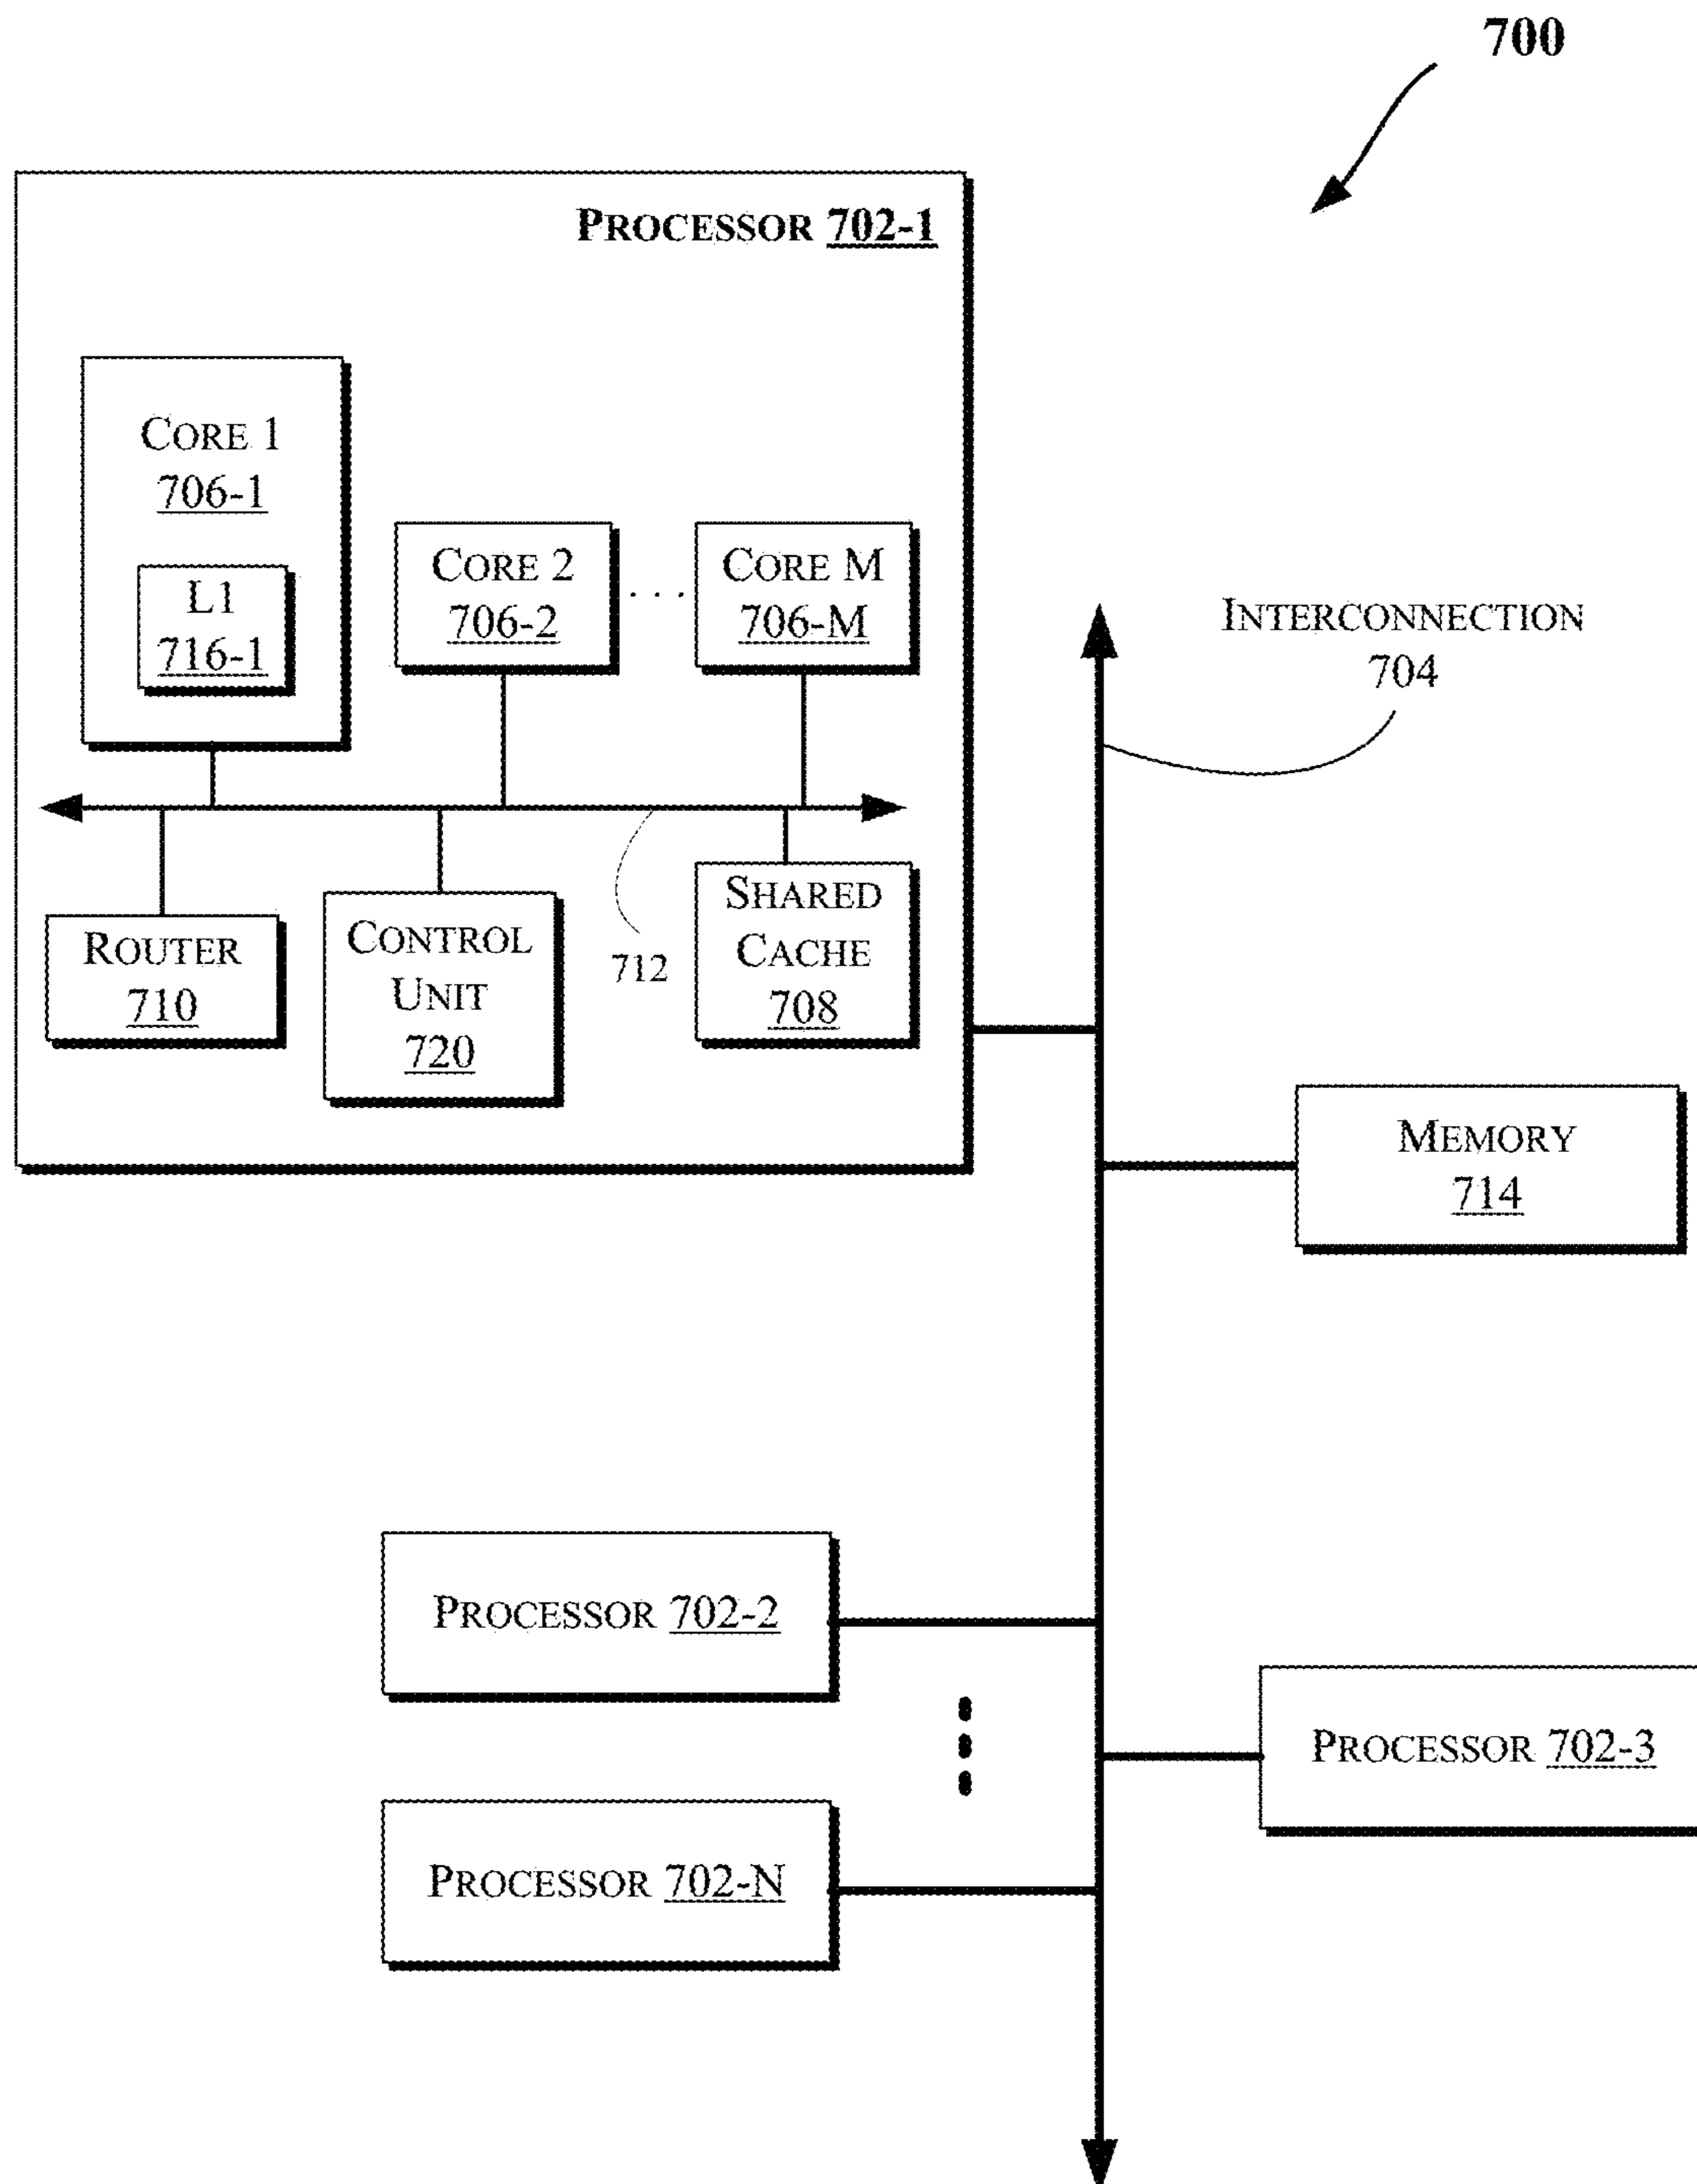 700
PROCESSOR 702-1
CORE 1
706-1
L1
716-1
CORE 2
706-2
. . .
CORE M
706-M
INTERCONNECTION
704
ROUTER
710
CONTROL
UNIT
720
712
SHARED
CACHE
708
MEMORY
714
PROCESSOR 702-2
PROCESSOR 702-3
PROCESSOR 702-N